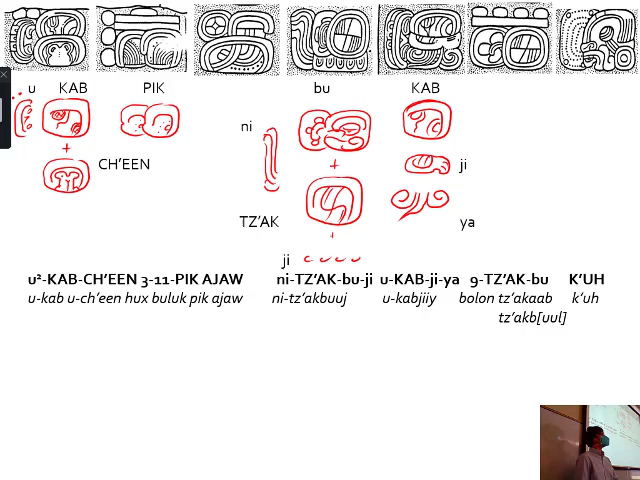 u KAB PIK bu KAB
ni
+ + ji
CH’EEN
TZ’AK ya
+
ji
u²-KAB-CH’EEN 3-11-PIK AJAW ni-TZ’AK-bu-ji u-KAB-ji-ya 9-TZ’AK-bu K’UH
u-kab u-ch’een hux buluk pik ajaw ni-tz’akbuuj u-kabjiiy bolon tz’akaab k’uh
tz’akb[uul]